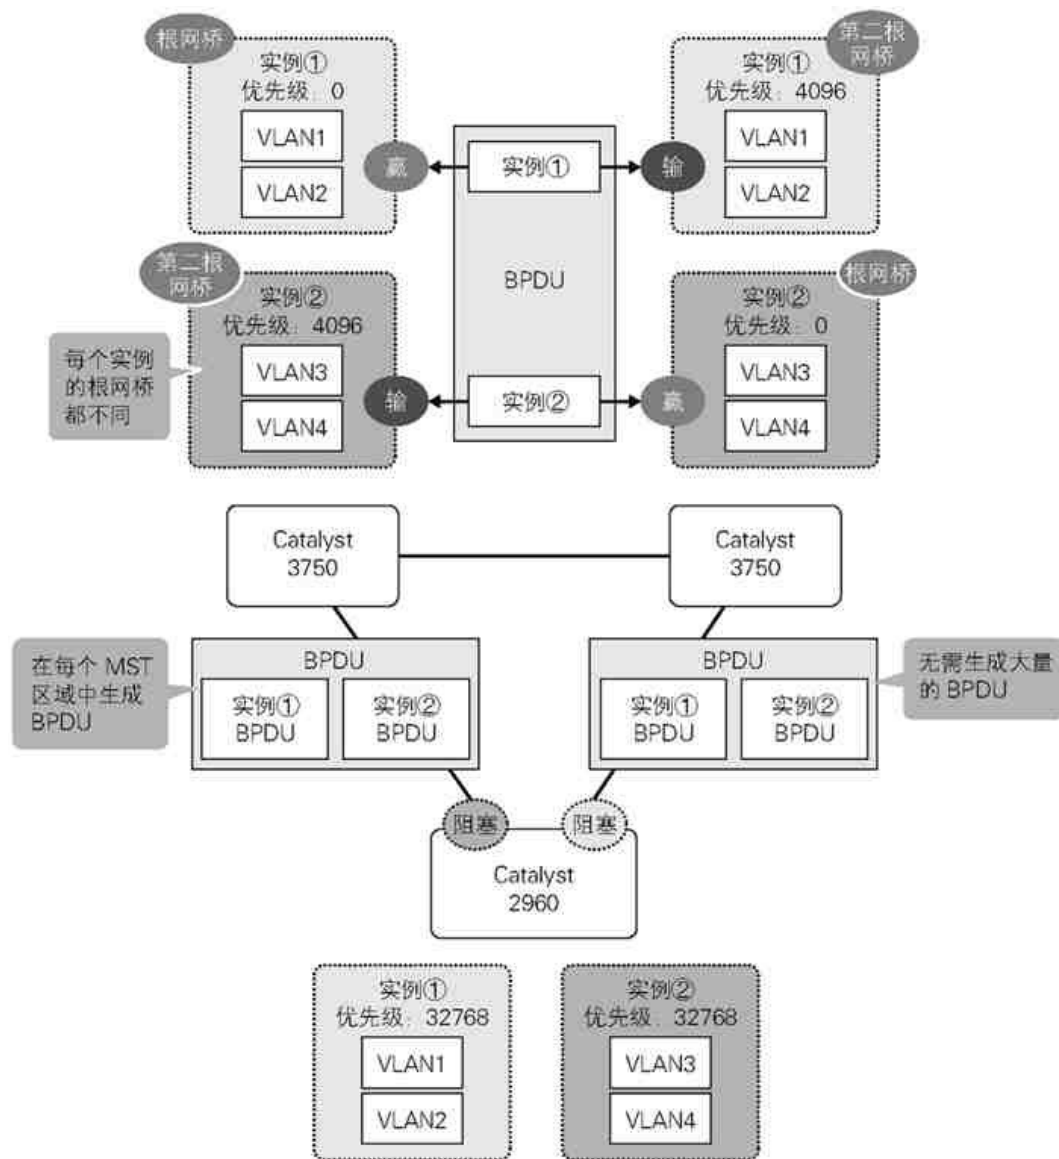 根网桥
实例①
优先级：0
VLAN1
VLAN2
赢
实例①
BPDU
输
第二根
网桥
实例①
优先级：4096
VLAN1
VLAN2
第二根
网桥
实例②
优先级：4096
VLAN3
VLAN4
每个实例
的根网桥
都不同
输
实例②
赢
根网桥
实例②
优先级：0
VLAN3
VLAN4
Catalyst
3750
Catalyst
3750
在每个 MST
区域中生成
BPDU
BPDU
实例①
BPDU
实例②
BPDU
BPDU
实例①
BPDU
实例②
BPDU
无需生成大量
的 BPDU
阻塞
阻塞
Catalyst
2960
实例①
优先级：32768
VLAN1
VLAN2
实例②
优先级：32768
VLAN3
VLAN4